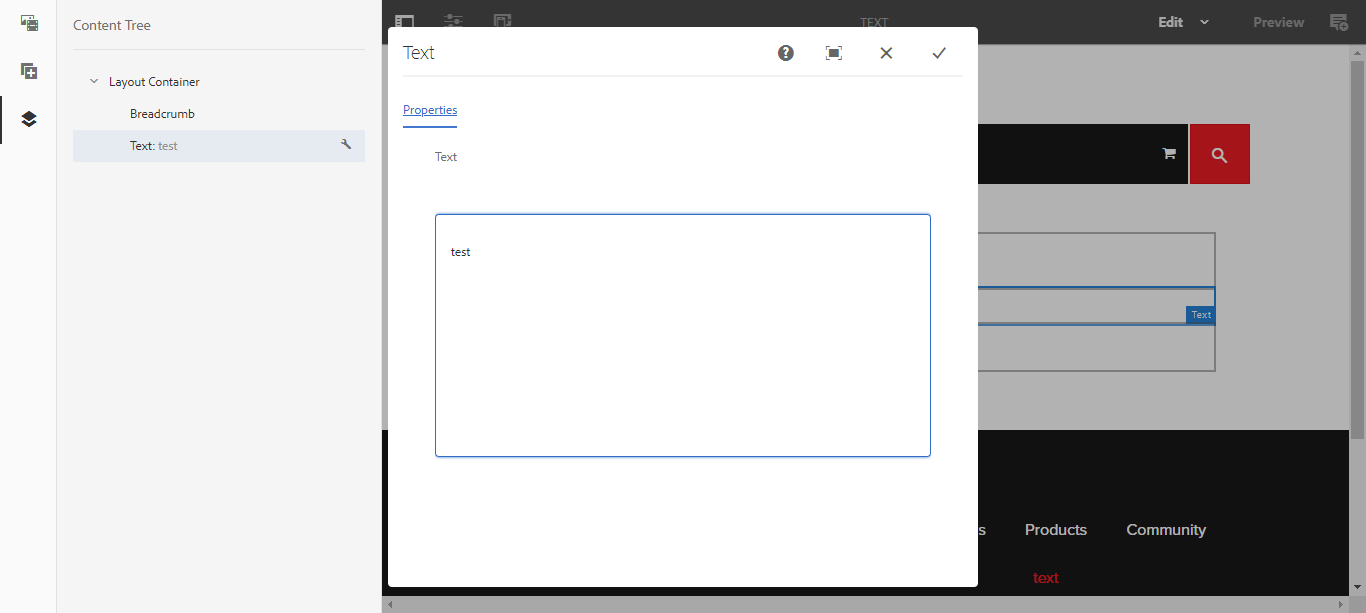 Content Tree
Layout Container
Breadcrumb
Text: test
TEXT
Edit
Preview
Text
Properties
Text
test
Text
s
Products
Community
text